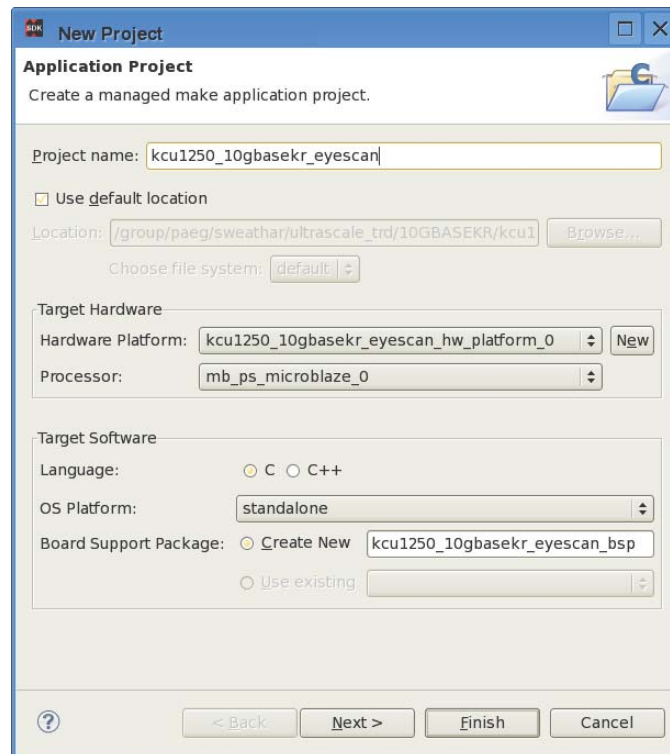 SDK New Project
Application Project
Create a managed make application project.
C
Project name: kcu1250_10gbasekr_eyescan
Use default location
Location: /group/paeg/sweathar/ultrascale_trd/10GBASEKR/kcu1 Browse...
Choose file system: default
Target Hardware
Hardware Platform: kcu1250_10gbasekr_eyescan_hw_platform_0 New
Processor: mb_ps_microblaze_0
Target Software
Language: C C++
OS Platform: standalone
Board Support Package: Create New kcu1250_10gbasekr_eyescan_bsp
Use existing
? < Back Next > Finish Cancel